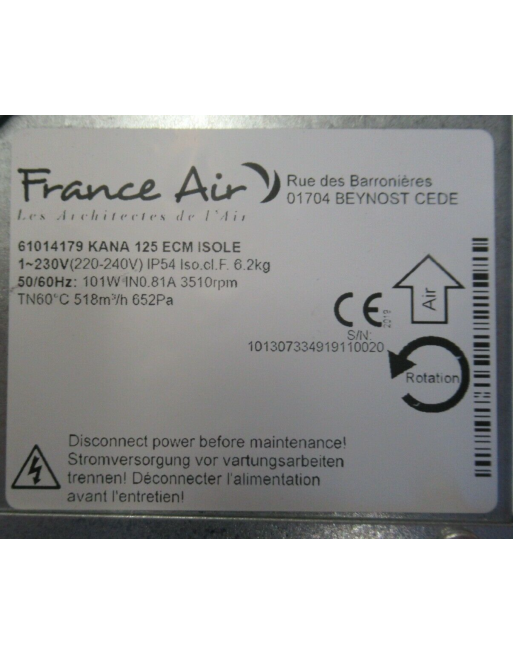 France Air
Les Architectes de l'Air
Rue des Barronières
01704 BEYNOST CEDE
61014179 KANA 125 ECM ISOLE
1~230V(220-240V) IP54 Iso.cl.F. 6.2kg
50/60Hz: 101W IN0.81A 3510rpm
TN60°C 518m³/h 652Pa
CE
2019
S/N:
101307334919110020
Air
Rotation
Disconnect power before maintenance!
Stromversorgung vor vartungsarbeiten
trennen! Déconnecter l'alimentation
avant l'entretien!